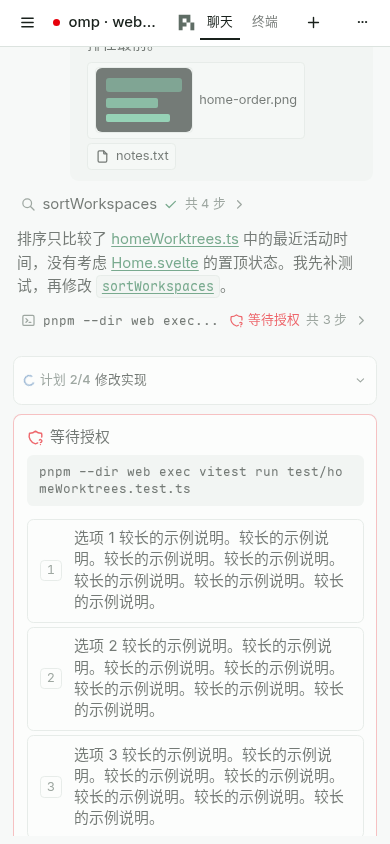 omp · web...
聊天
终端
排在最前。
home-order.png
notes.txt
sortWorkspaces 共 4 步
排序只比较了 homeWorktrees.ts 中的最近活动时
间，没有考虑 Home.svelte 的置顶状态。我先补测
试，再修改 sortWorkspaces。
pnpm --dir web exec... 等待授权 共 3 步
计划 2/4 修改实现
等待授权
pnpm --dir web exec vitest run test/ho
meWorktrees.test.ts
选项 1 较长的示例说明。较长的示例说
明。较长的示例说明。较长的示例说明。
1
较长的示例说明。较长的示例说明。较长
的示例说明。
选项 2 较长的示例说明。较长的示例说
明。较长的示例说明。较长的示例说明。
2
较长的示例说明。较长的示例说明。较长
的示例说明。
选项 3 较长的示例说明。较长的示例说
明。较长的示例说明。较长的示例说明。
3
较长的示例说明。较长的示例说明。较长
的示例说明。